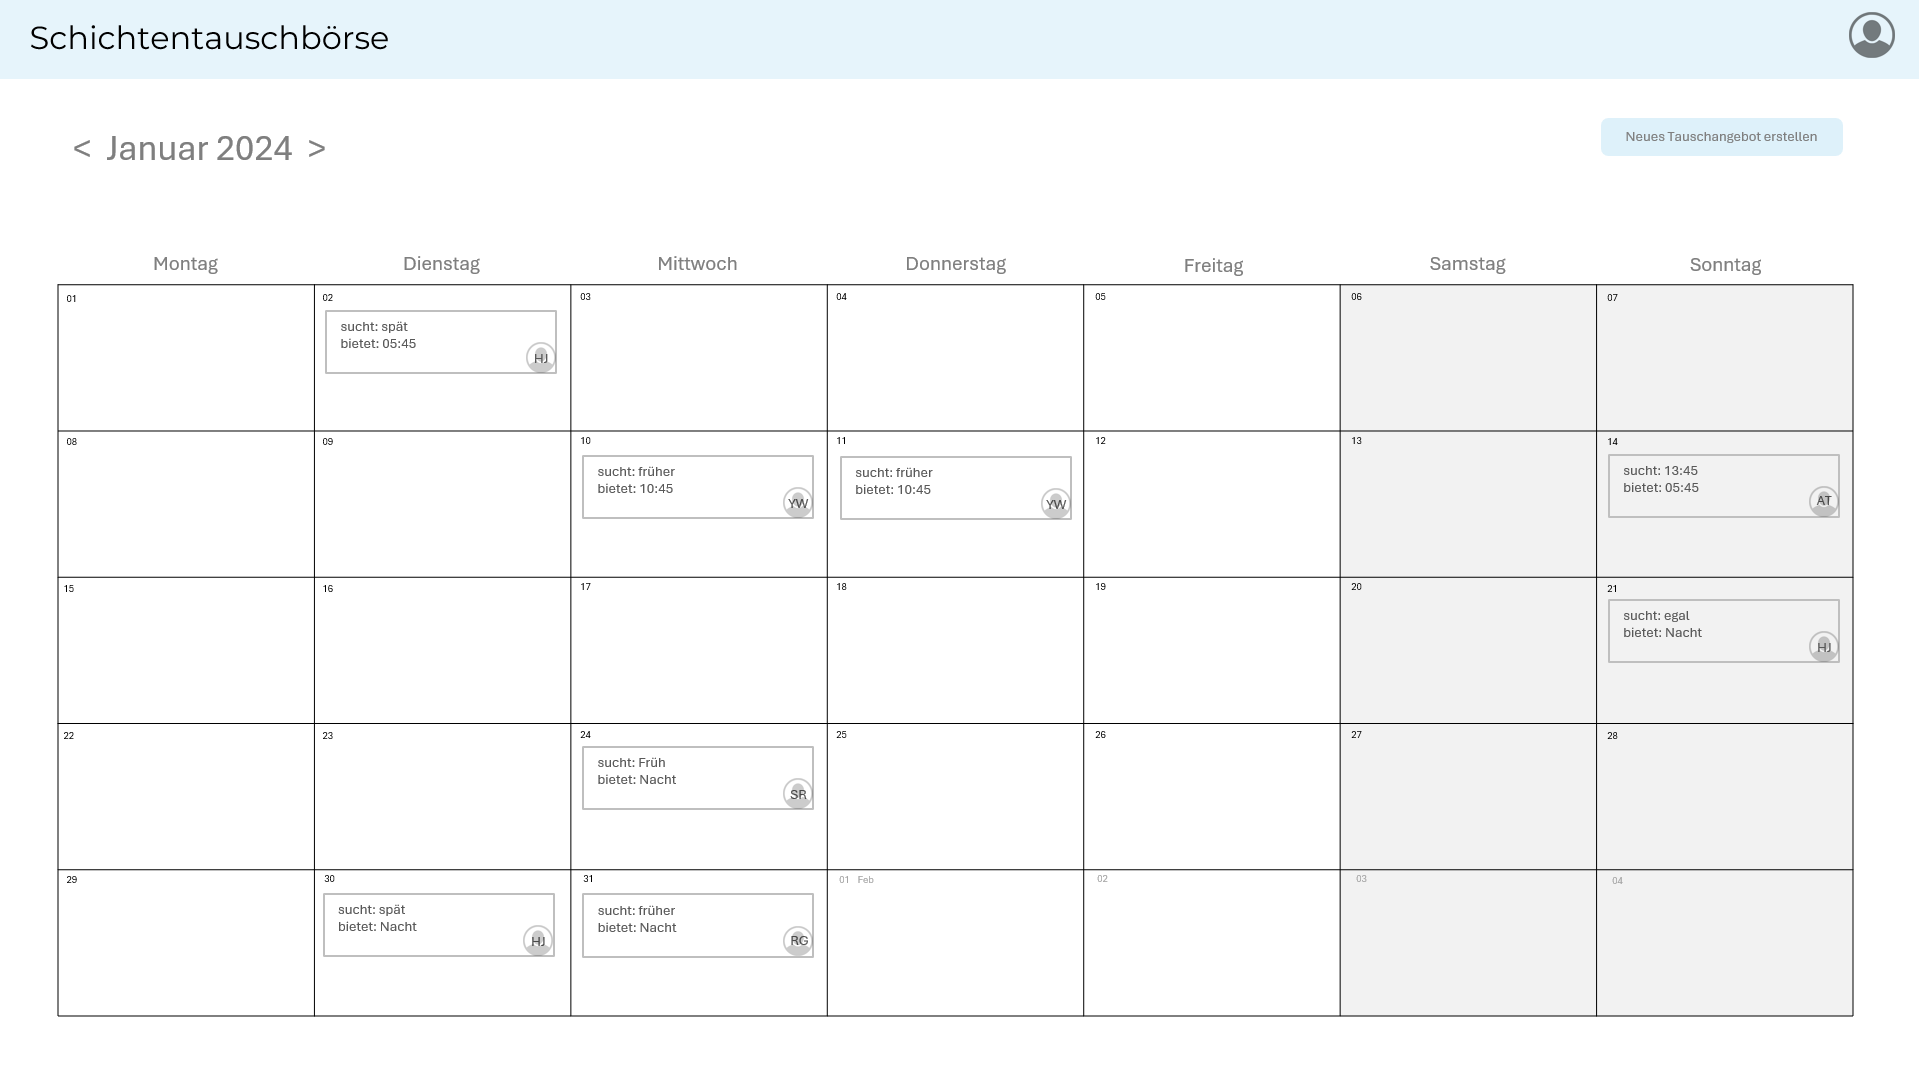 Schichtentauschbörse
< Januar 2024 >
Neues Tauschangebot erstellen
Montag
Dienstag
Mittwoch
Donnerstag
Freitag
Samstag
Sonntag
01
02
sucht: spät
bietet: 05:45
HJ
03
04
05
06
07
08
09
10
sucht: früher
bietet: 10:45
YW
11
sucht: früher
bietet: 10:45
YW
12
13
14
sucht: 13:45
bietet: 05:45
AT
15
16
17
18
19
20
21
sucht: egal
bietet: Nacht
HJ
22
23
24
sucht: Früh
bietet: Nacht
SR
25
26
27
28
29
30
sucht: spät
bietet: Nacht
HJ
31
sucht: früher
bietet: Nacht
RG
01 Feb
02
03
04